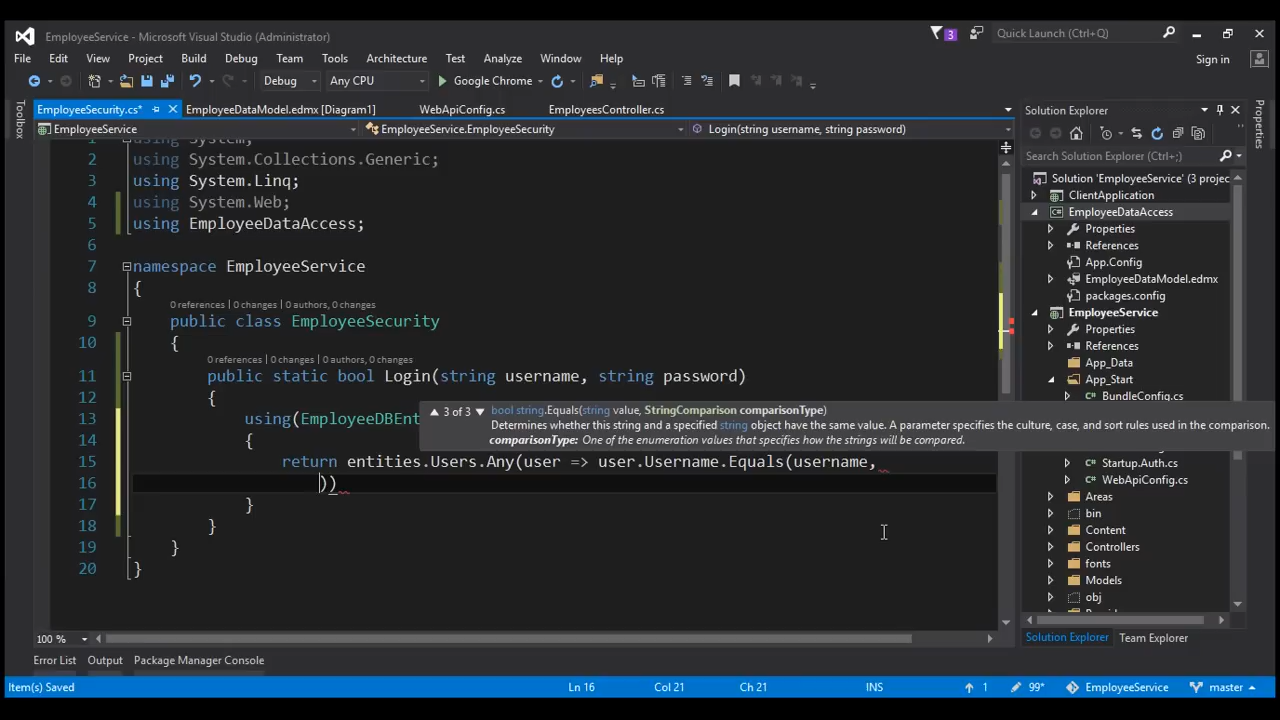 EmployeeService - Microsoft Visual Studio (Administrator)
3
Quick Launch (Ctrl+Q)
File Edit View Project Build Debug Team Tools Architecture Test Analyze Window Help
Sign in
Debug Any CPU Google Chrome
EmployeeSecurity.cs* EmployeeDataModel.edmx [Diagram1] WebApiConfig.cs EmployeesController.cs
EmployeeService EmployeeService.EmployeeSecurity Login(string username, string password)
Toolbox
2 using System.Collections.Generic;
3 using System.Linq;
4 using System.Web;
5 using EmployeeDataAccess;
6
7 namespace EmployeeService
8 {
0 references | 0 changes | 0 authors, 0 changes
9 public class EmployeeSecurity
10 {
0 references | 0 changes | 0 authors, 0 changes
11 public static bool Login(string username, string password)
12 {
13 using(EmployeeDBEnt
3 of 3 bool string.Equals(string value, StringComparison comparisonType)
Determines whether this string and a specified string object have the same value. A parameter specifies the culture, case, and sort rules used in the comparison.
comparisonType: One of the enumeration values that specifies how the strings will be compared.
14 {
15 return entities.Users.Any(user => user.Username.Equals(username,
16 ))
17 }
18 }
19 }
20 }
100 %
Solution Explorer
Search Solution Explorer (Ctrl+;)
Solution 'EmployeeService' (3 projec
ClientApplication
EmployeeDataAccess
Properties
References
App.Config
EmployeeDataModel.edmx
packages.config
EmployeeService
Properties
References
App_Data
App_Start
BundleConfig.cs
Startup.Auth.cs
WebApiConfig.cs
Areas
bin
Content
Controllers
fonts
Models
obj
Solution Explorer Team Explorer
Properties
Error List Output Package Manager Console
Item(s) Saved Ln 16 Col 21 Ch 21 INS 1 99* EmployeeService master